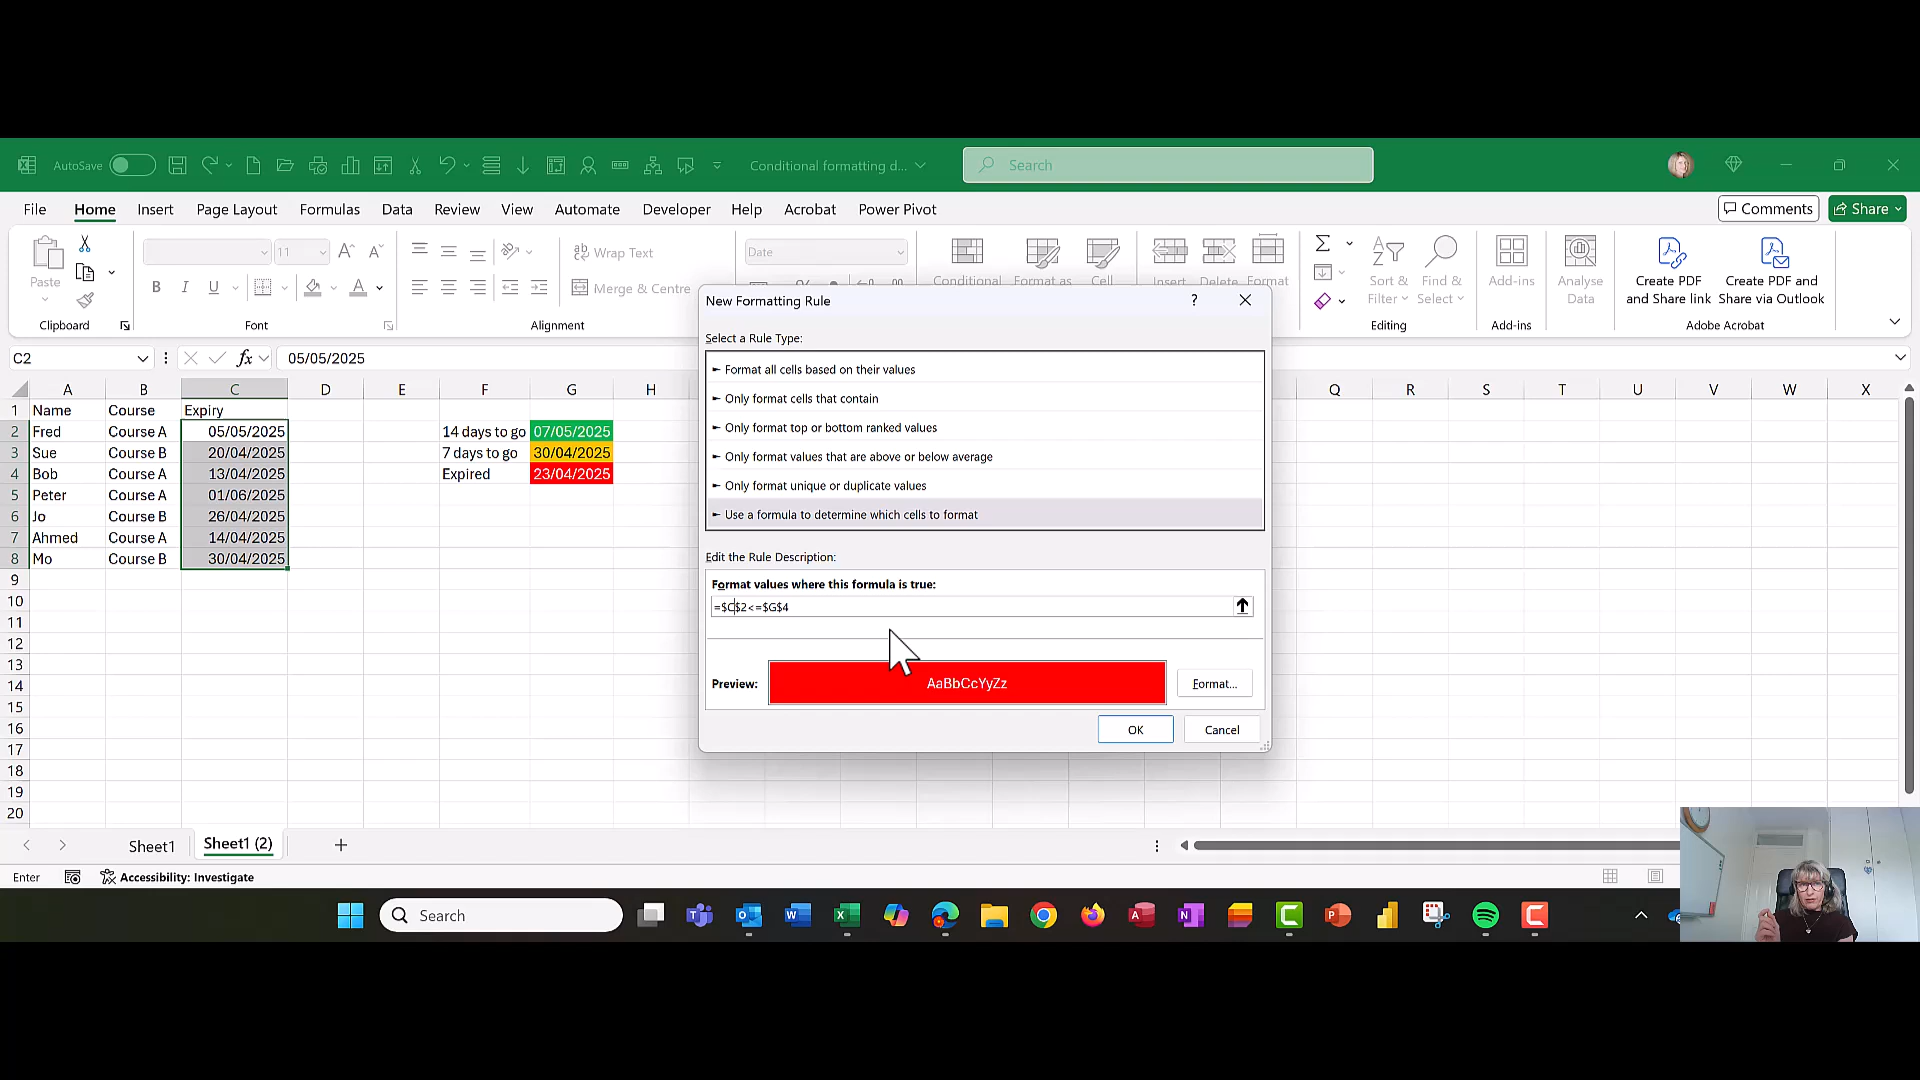 AutoSave
Conditional formatting d...
Search
File Home Insert Page Layout Formulas Data Review View Automate Developer Help Acrobat Power Pivot
Comments
Share
Paste
Clipboard
11
B I U
Font
Wrap Text
Merge & Centre
Alignment
Date
Conditional Format as Cell
Insert Delete Format
Sort & Filter
Find & Select
Editing
Add-ins
Add-ins
Analyse Data
Create PDF and Share link
Create PDF and Share via Outlook
Adobe Acrobat
C2
fx
05/05/2025
A B C D E F G H Q R S T U V W X
1 Name Course Expiry
2 Fred Course A 05/05/2025 14 days to go 07/05/2025
3 Sue Course B 20/04/2025 7 days to go 30/04/2025
4 Bob Course A 13/04/2025 Expired 23/04/2025
5 Peter Course A 01/06/2025
6 Jo Course B 26/04/2025
7 Ahmed Course A 14/04/2025
8 Mo Course B 30/04/2025
9
10
11
12
13
14
15
16
17
18
19
20
New Formatting Rule
?
Select a Rule Type:
► Format all cells based on their values
► Only format cells that contain
► Only format top or bottom ranked values
► Only format values that are above or below average
► Only format unique or duplicate values
► Use a formula to determine which cells to format
Edit the Rule Description:
Format values where this formula is true:
=$C$2<=$G$4
Preview:
AaBbCcYyZz
Format...
OK
Cancel
Sheet1
Sheet1 (2)
Enter
Accessibility: Investigate
Search